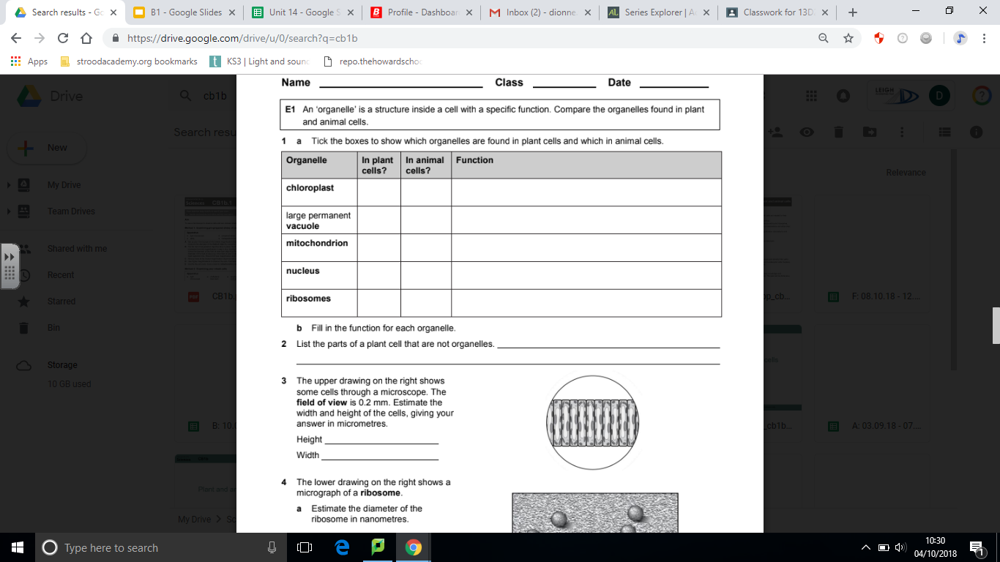 Search results - Go
B1 - Google Slides
Unit 14 - Google S
Profile - Dashboar
Inbox (2) - dionne.
Series Explorer | A
Classwork for 13D
https://drive.google.com/drive/u/0/search?q=cb1b
Apps
stroodacademy.org bookmarks
KS3 | Light and soun
repo.thehowardschoo
Drive
cb1b
LEIGH
D
Search resu
New
My Drive
Team Drives
Shared with me
Recent
Starred
Bin
Storage
10 GB used
Relevance
CB1b.
pp_cb...
F: 08.10.18 - 12...
B: 10.
_cb1b...
A: 03.09.18 - 07...
cells
Plant and an
My Drive > Sc
Name Class Date
E1 An ‘organelle’ is a structure inside a cell with a specific function. Compare the organelles found in plant
and animal cells.
1 a Tick the boxes to show which organelles are found in plant cells and which in animal cells.
Organelle In plant cells? In animal cells? Function
chloroplast
large permanent
vacuole
mitochondrion
nucleus
ribosomes
b Fill in the function for each organelle.
2 List the parts of a plant cell that are not organelles.
3 The upper drawing on the right shows
some cells through a microscope. The
field of view is 0.2 mm. Estimate the
width and height of the cells, giving your
answer in micrometres.
Height
Width
4 The lower drawing on the right shows a
micrograph of a ribosome.
a Estimate the diameter of the
ribosome in nanometres.
Type here to search
10:30
04/10/2018
1